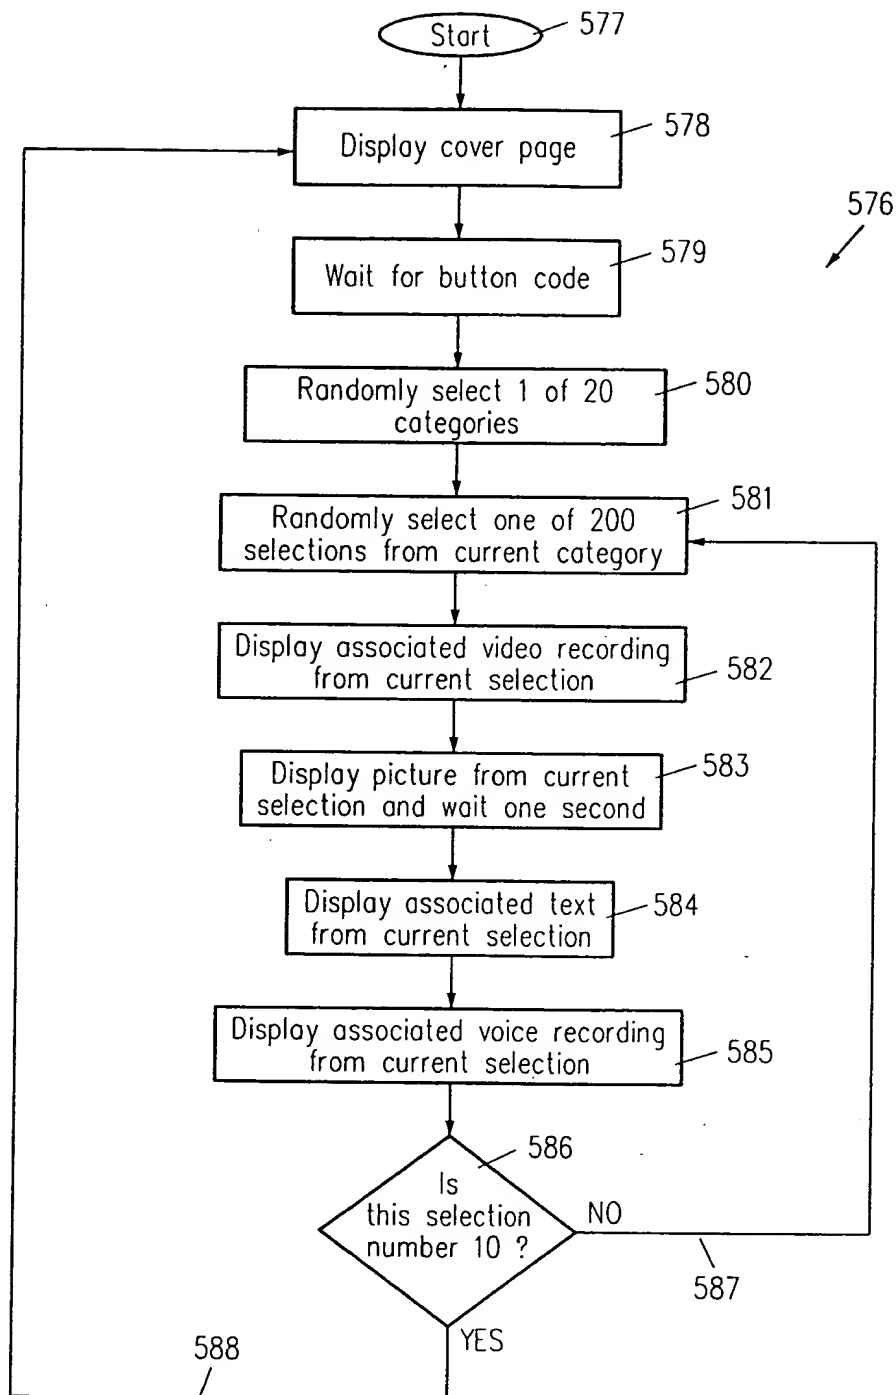 Start
577
Display cover page
578
576
Wait for button code
579
Randomly select 1 of 20
categories
580
Randomly select one of 200
selections from current category
581
Display associated video recording
from current selection
582
Display picture from current
selection and wait one second
583
Display associated text
from current selection
584
Display associated voice recording
from current selection
585
586
Is
this selection
number 10 ?
NO
587
YES
588